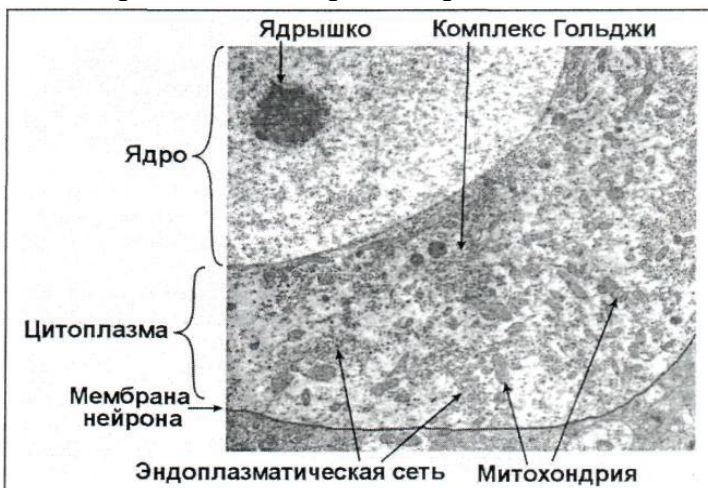 Ядрышко
Комплекс Гольджи
Ядро
Цитоплазма
Мембрана
нейрона
Эндоплазматическая сеть
Митохондрия